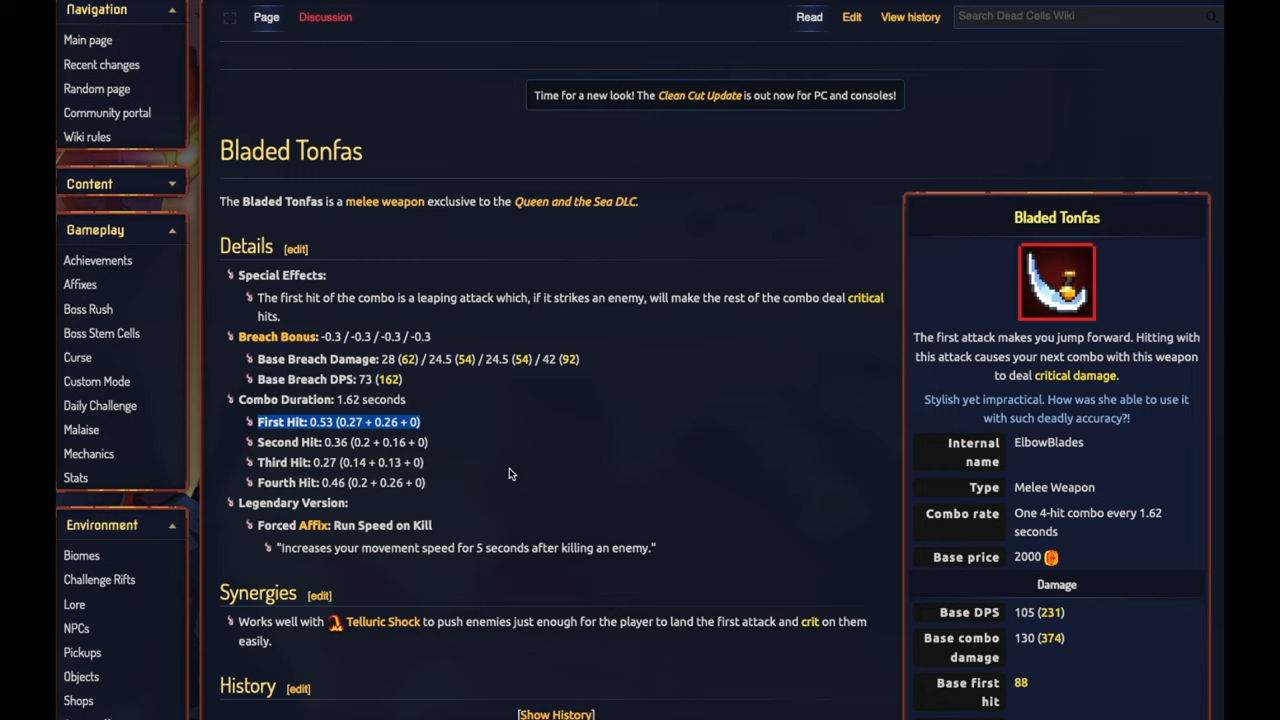 Navigation
Main page
Recent changes
Random page
Community portal
Wiki rules
Content
Gameplay
Achievements
Affixes
Boss Rush
Boss Stem Cells
Curse
Custom Mode
Daily Challenge
Malaise
Mechanics
Stats
Environment
Biomes
Challenge Rifts
Lore
NPCs
Pickups
Objects
Shops
Page
Discussion
Read
Edit
View history
Search Dead Cells Wiki
Time for a new look! The Clean Cut Update is out now for PC and consoles!
Bladed Tonfas
The Bladed Tonfas is a melee weapon exclusive to the Queen and the Sea DLC.
Details [edit]
Special Effects:
The first hit of the combo is a leaping attack which, if it strikes an enemy, will make the rest of the combo deal critical
hits.
Breach Bonus: -0.3 / -0.3 / -0.3 / -0.3
Base Breach Damage: 28 (62) / 24.5 (54) / 24.5 (54) / 42 (92)
Base Breach DPS: 73 (162)
Combo Duration: 1.62 seconds
First Hit: 0.53 (0.27 + 0.26 + 0)
Second Hit: 0.36 (0.2 + 0.16 + 0)
Third Hit: 0.27 (0.14 + 0.13 + 0)
Fourth Hit: 0.46 (0.2 + 0.26 + 0)
Legendary Version:
Forced Affix: Run Speed on Kill
"Increases your movement speed for 5 seconds after killing an enemy."
Synergies [edit]
Works well with Telluric Shock to push enemies just enough for the player to land the first attack and crit on them
easily.
History [edit]
[Show History]
Bladed Tonfas
The first attack makes you jump forward. Hitting with
this attack causes your next combo with this weapon
to deal critical damage.
Stylish yet impractical. How was she able to use it
with such deadly accuracy?!
Internal name ElbowBlades
Type Melee Weapon
Combo rate One 4-hit combo every 1.62
seconds
Base price 2000
Damage
Base DPS 105 (231)
Base combo damage 130 (374)
Base first hit 88